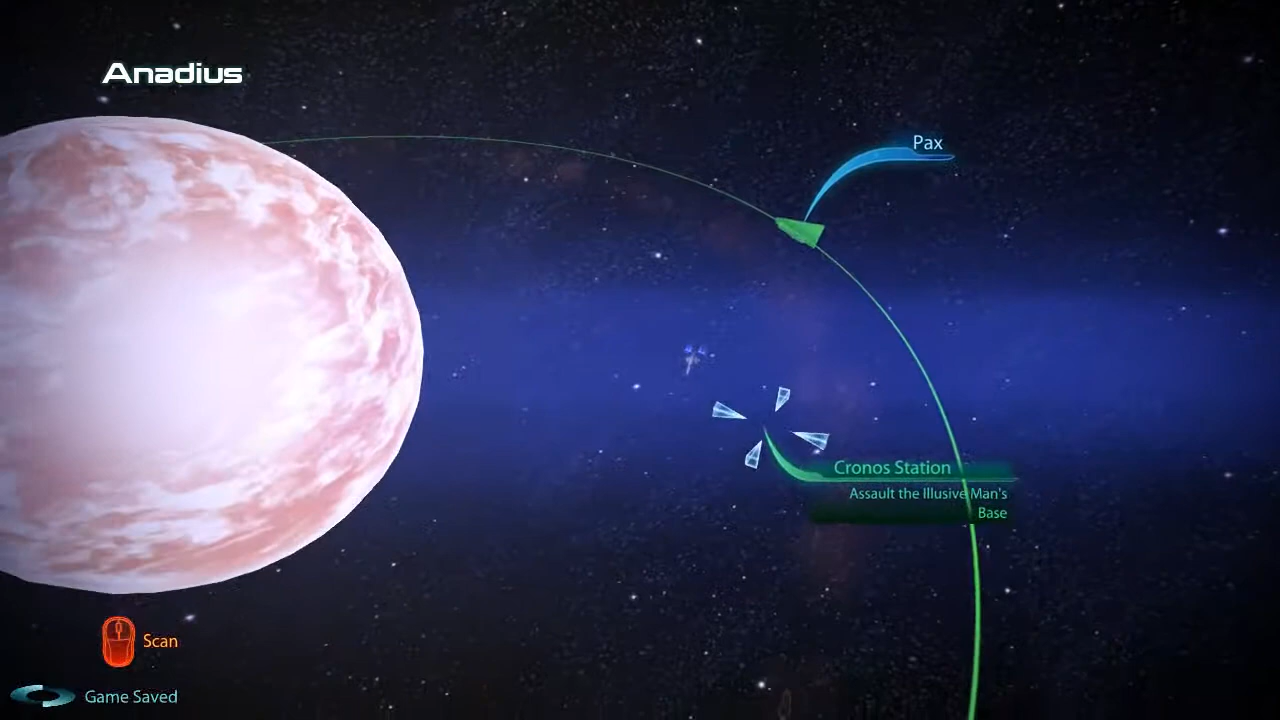 Anadius
Pax
Cronos Station
Assault the Illusive Man's
Base
Scan
Game Saved